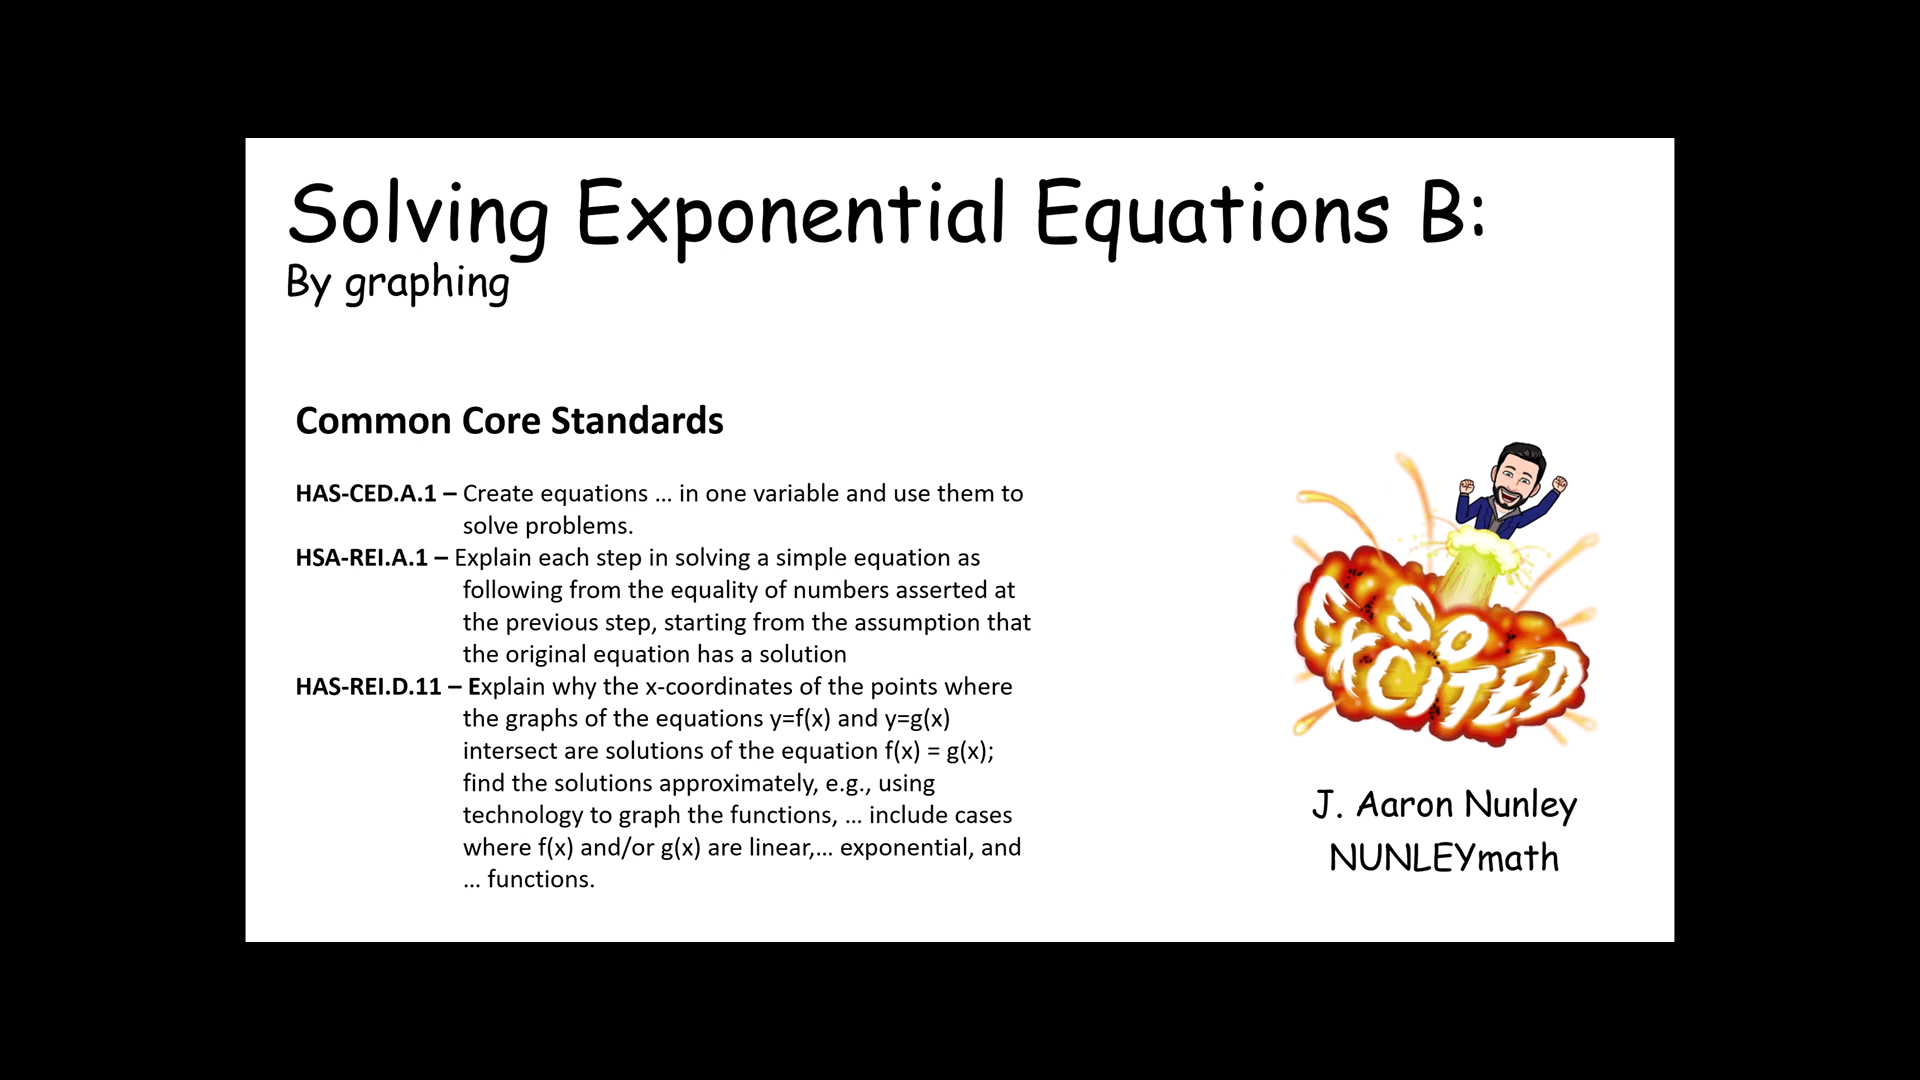 Solving Exponential Equations B:
By graphing
Common Core Standards
HAS-CED.A.1 – Create equations … in one variable and use them to
solve problems.
HSA-REI.A.1 – Explain each step in solving a simple equation as
following from the equality of numbers asserted at
the previous step, starting from the assumption that
the original equation has a solution
HAS-REI.D.11 – Explain why the x-coordinates of the points where
the graphs of the equations y=f(x) and y=g(x)
intersect are solutions of the equation f(x) = g(x);
find the solutions approximately, e.g., using
technology to graph the functions, … include cases
where f(x) and/or g(x) are linear,… exponential, and
… functions.
SO
EXCITED
J. Aaron Nunley
NUNLEYmath